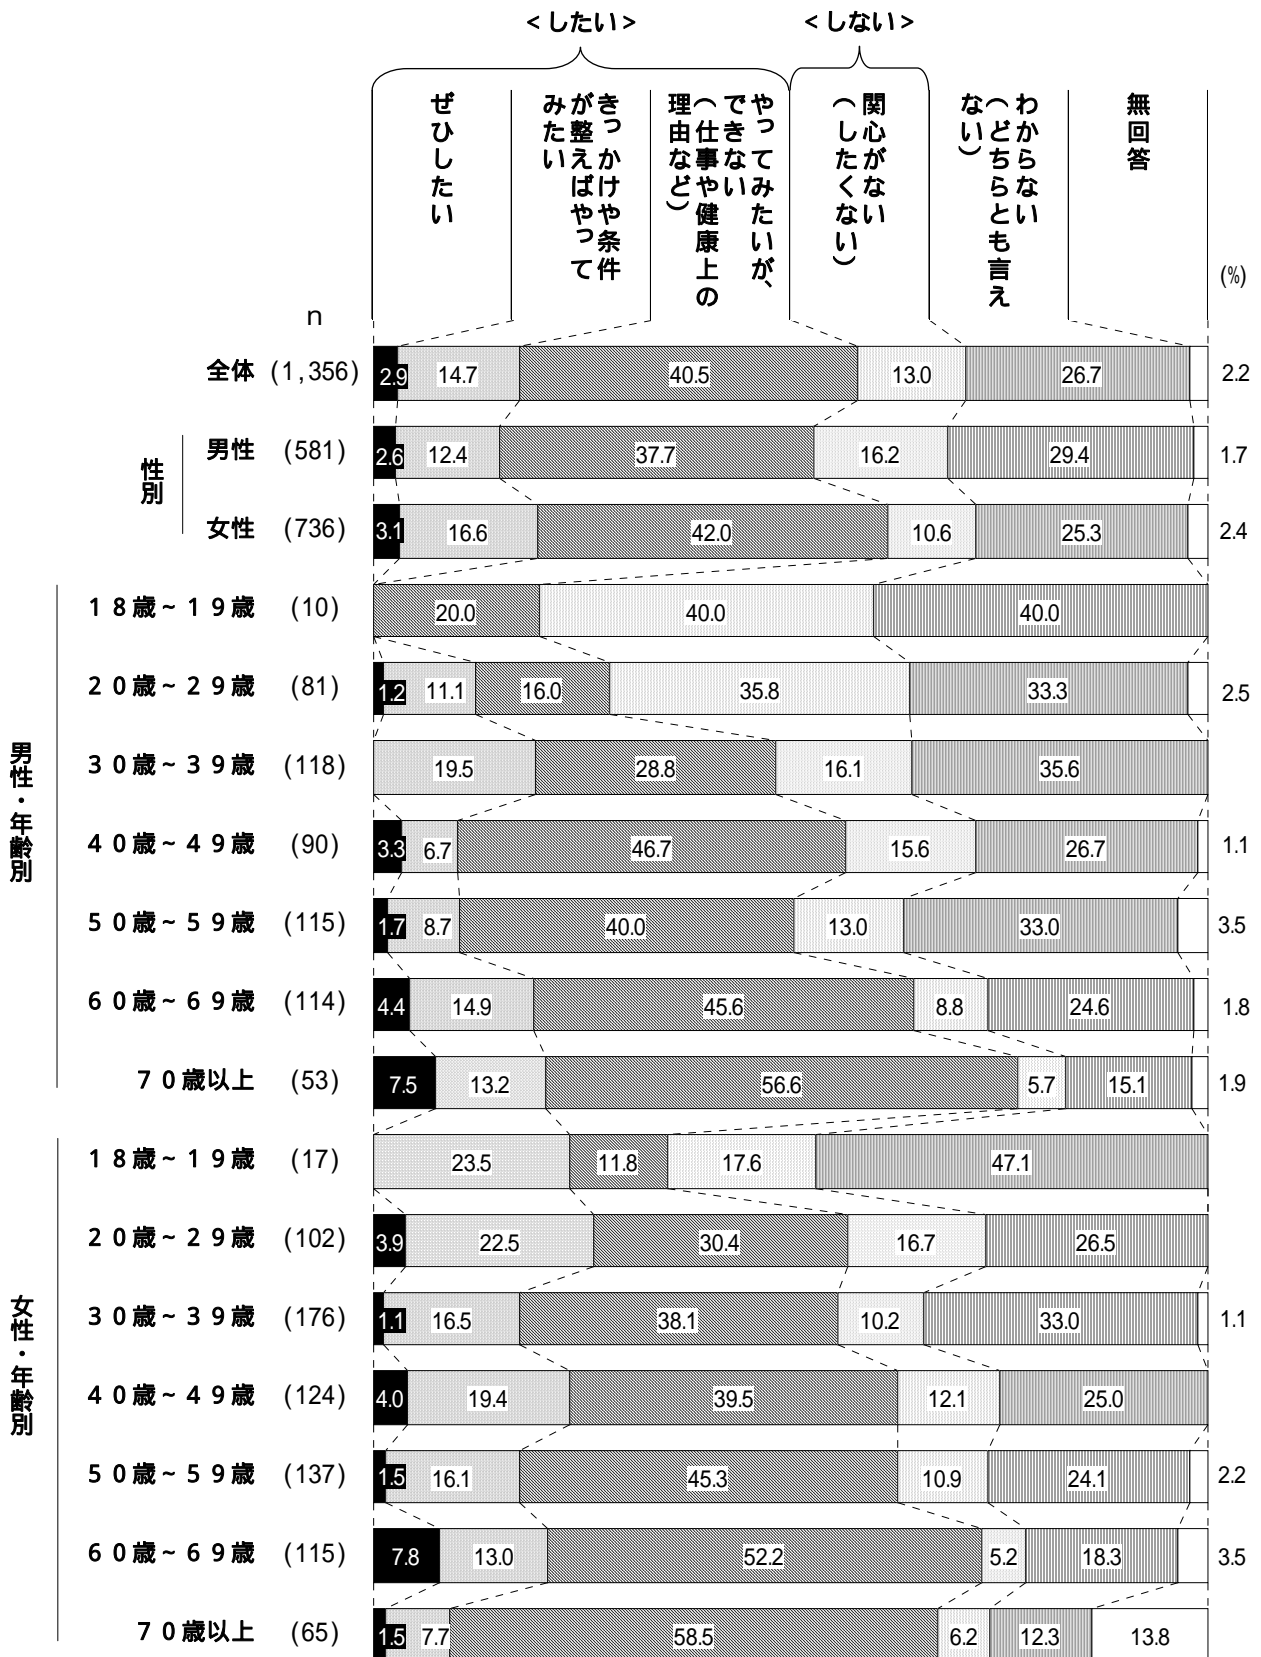 ＜したい＞
＜しない＞
ぜひしたい
きっかけや条件
が整えばやって
みたい
やってみたいが、
できない
（仕事や健康上の
理由など）
関心がない
（したくない）
わからない
（どちらとも言え
ない）
無回答
(%)
n
全体 (1,356) 2.9 14.7 40.5 13.0 26.7 2.2
性別
男性 (581) 2.6 12.4 37.7 16.2 29.4 1.7
女性 (736) 3.1 16.6 42.0 10.6 25.3 2.4
男性・年齢別
１８歳～１９歳 (10) 20.0 40.0 40.0
２０歳～２９歳 (81) 1.2 11.1 16.0 35.8 33.3 2.5
３０歳～３９歳 (118) 19.5 28.8 16.1 35.6
４０歳～４９歳 (90) 3.3 6.7 46.7 15.6 26.7 1.1
５０歳～５９歳 (115) 1.7 8.7 40.0 13.0 33.0 3.5
６０歳～６９歳 (114) 4.4 14.9 45.6 8.8 24.6 1.8
７０歳以上 (53) 7.5 13.2 56.6 5.7 15.1 1.9
女性・年齢別
１８歳～１９歳 (17) 23.5 11.8 17.6 47.1
２０歳～２９歳 (102) 3.9 22.5 30.4 16.7 26.5
３０歳～３９歳 (176) 1.1 16.5 38.1 10.2 33.0 1.1
４０歳～４９歳 (124) 4.0 19.4 39.5 12.1 25.0
５０歳～５９歳 (137) 1.5 16.1 45.3 10.9 24.1 2.2
６０歳～６９歳 (115) 7.8 13.0 52.2 5.2 18.3 3.5
７０歳以上 (65) 1.5 7.7 58.5 6.2 12.3 13.8